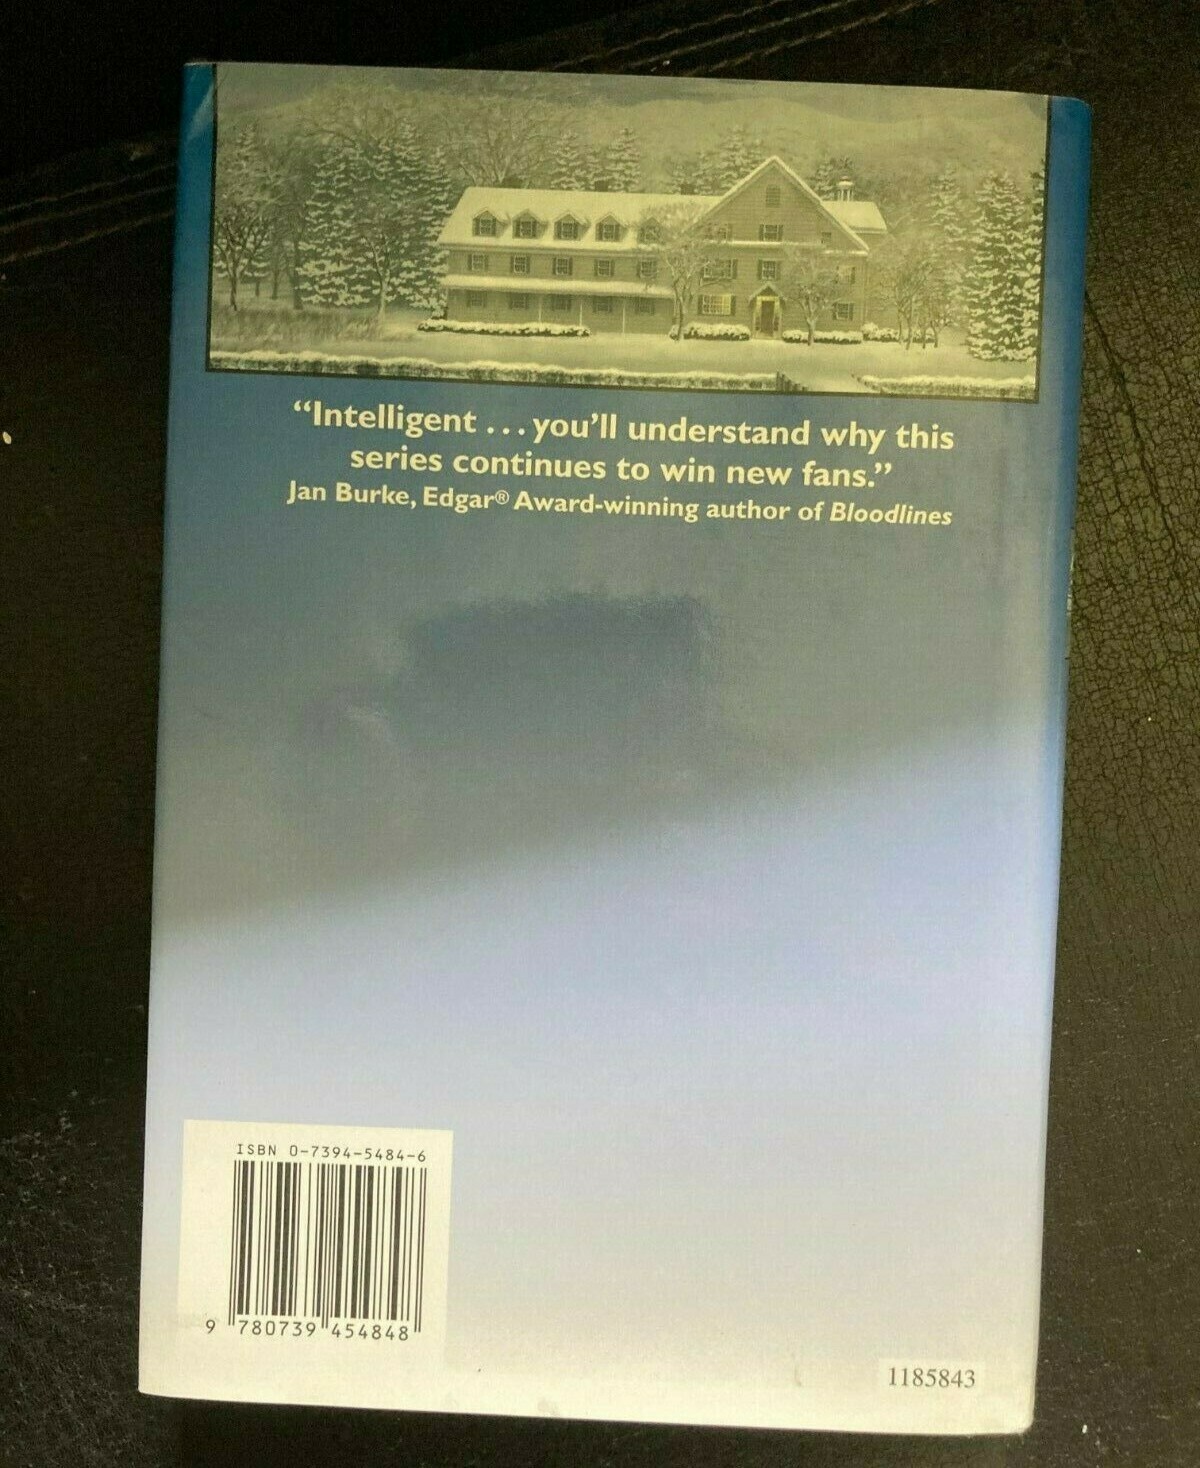 “Intelligent ... you’ll understand why this
series continues to win new fans.”
Jan Burke, Edgar® Award-winning author of Bloodlines
ISBN 0-7394-5484-6
9 780739 454848
1185843